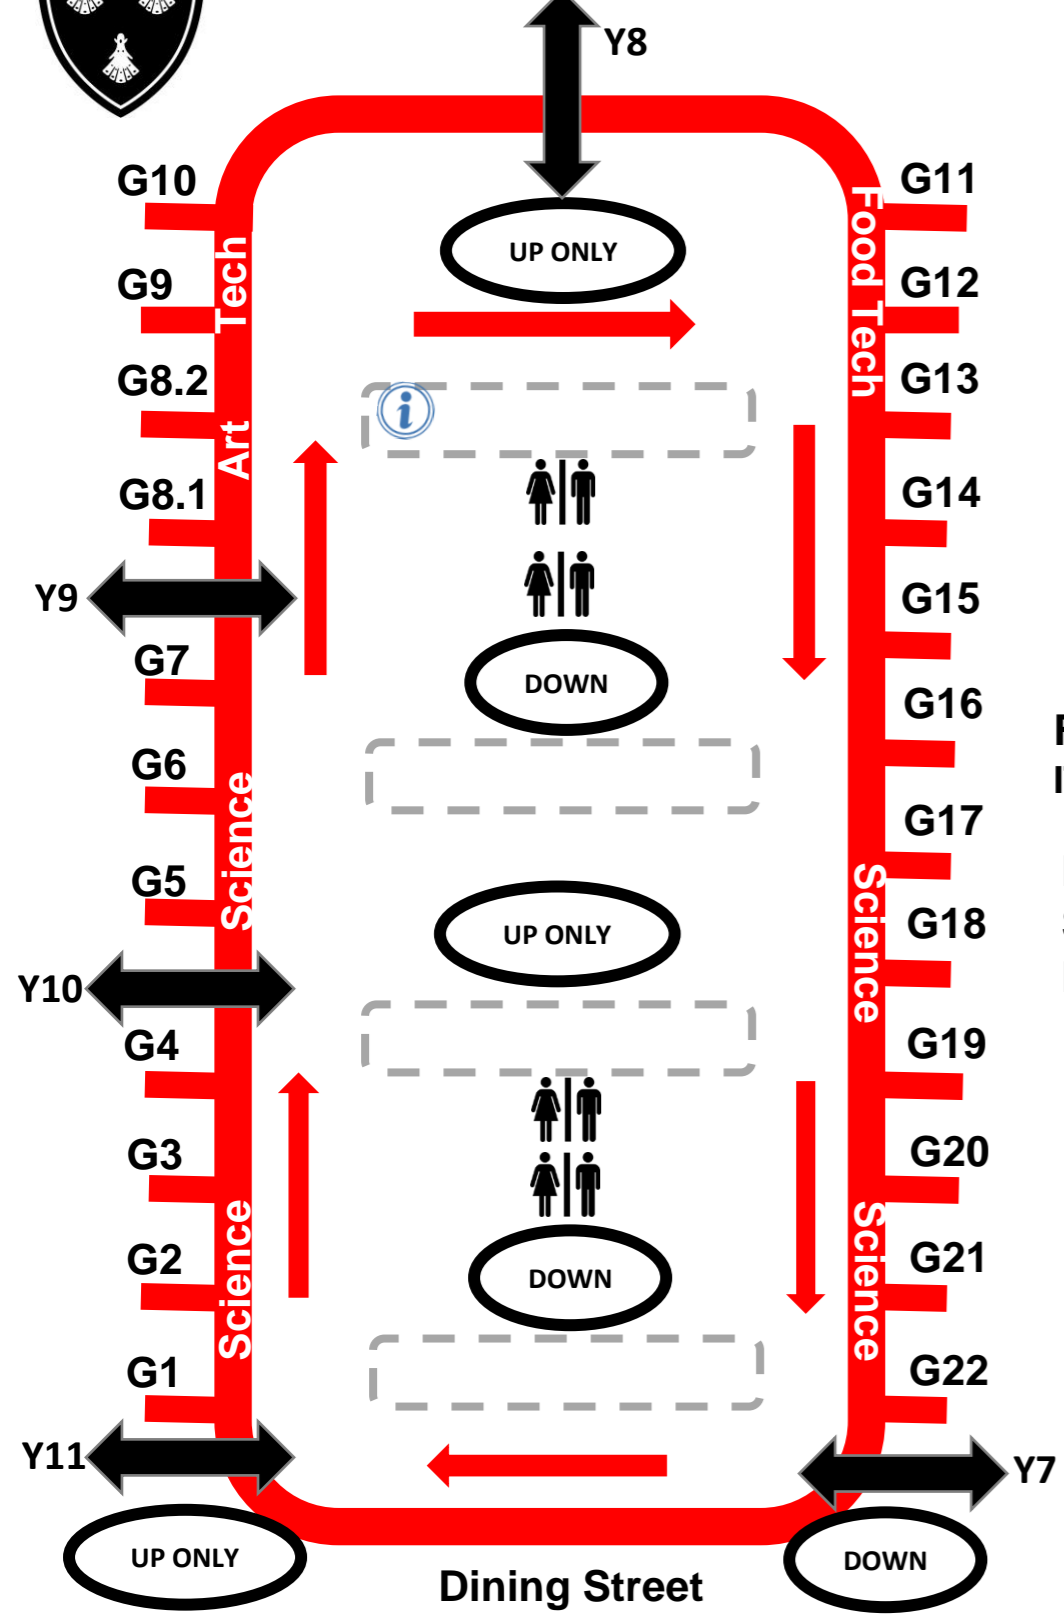 Y8
G10
G11
UP ONLY
G9
Tech
Food Tech
G12
G8.2
G13
Art
G8.1
G14
Y9
G15
G7
DOWN
G16
G6
Science
G17
G5
UP ONLY
Science
G18
Y10
G4
G19
G3
G20
G2
Science
DOWN
Science
G21
G1
G22
Y11
Y7
UP ONLY
DOWN
Dining Street